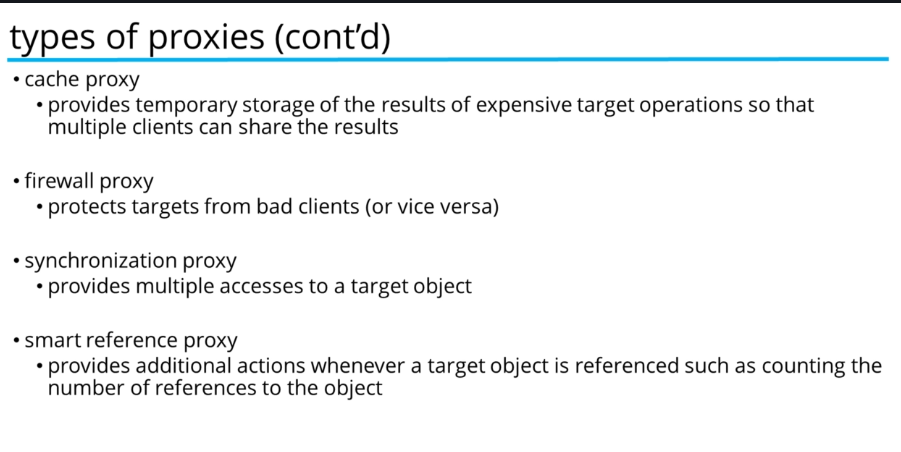 types of proxies (cont’d)
• cache proxy
• provides temporary storage of the results of expensive target operations so that
multiple clients can share the results
• firewall proxy
• protects targets from bad clients (or vice versa)
• synchronization proxy
• provides multiple accesses to a target object
• smart reference proxy
• provides additional actions whenever a target object is referenced such as counting the
number of references to the object